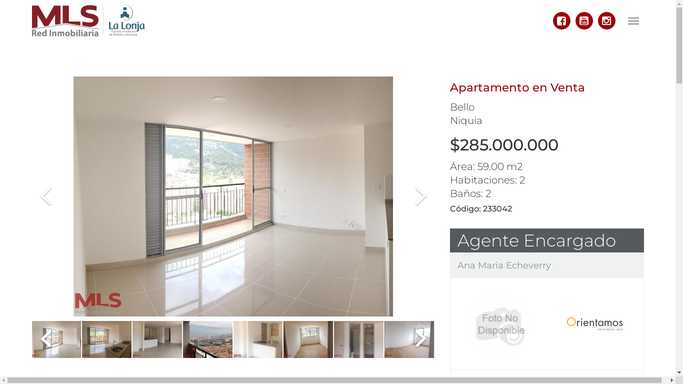 MLS
Red Inmobiliaria
La Lonja
Apartamento en Venta
Bello
Niquia
$285.000.000
Área: 59.00 m2
Habitaciones: 2
Baños: 2
Código: 233042
Agente Encargado
Ana Maria Echeverry
MLS
Foto No
Disponible
Orientamos